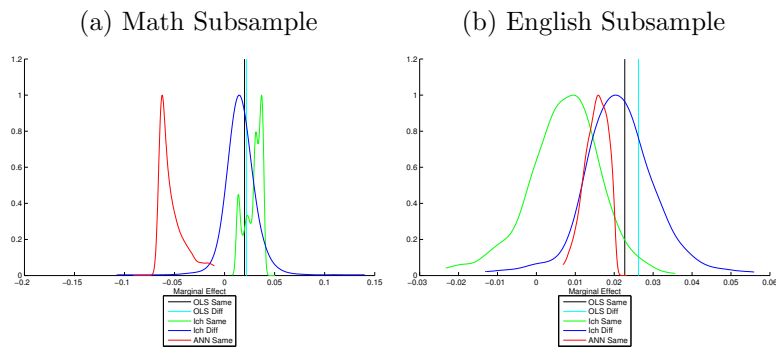 (a) Math Subsample
1.2
1
0.8
0.6
0.4
0.2
0
-0.2
-0.15
-0.1
-0.05
0
0.05
0.1
0.15
Marginal Effect
OLS Same
OLS Diff
Ich Same
Ich Diff
ANN Same
(b) English Subsample
1.2
1
0.8
0.6
0.4
0.2
0
-0.03
-0.02
-0.01
0
0.01
0.02
0.03
0.04
0.05
0.06
Marginal Effect
OLS Same
OLS Diff
Ich Same
Ich Diff
ANN Same